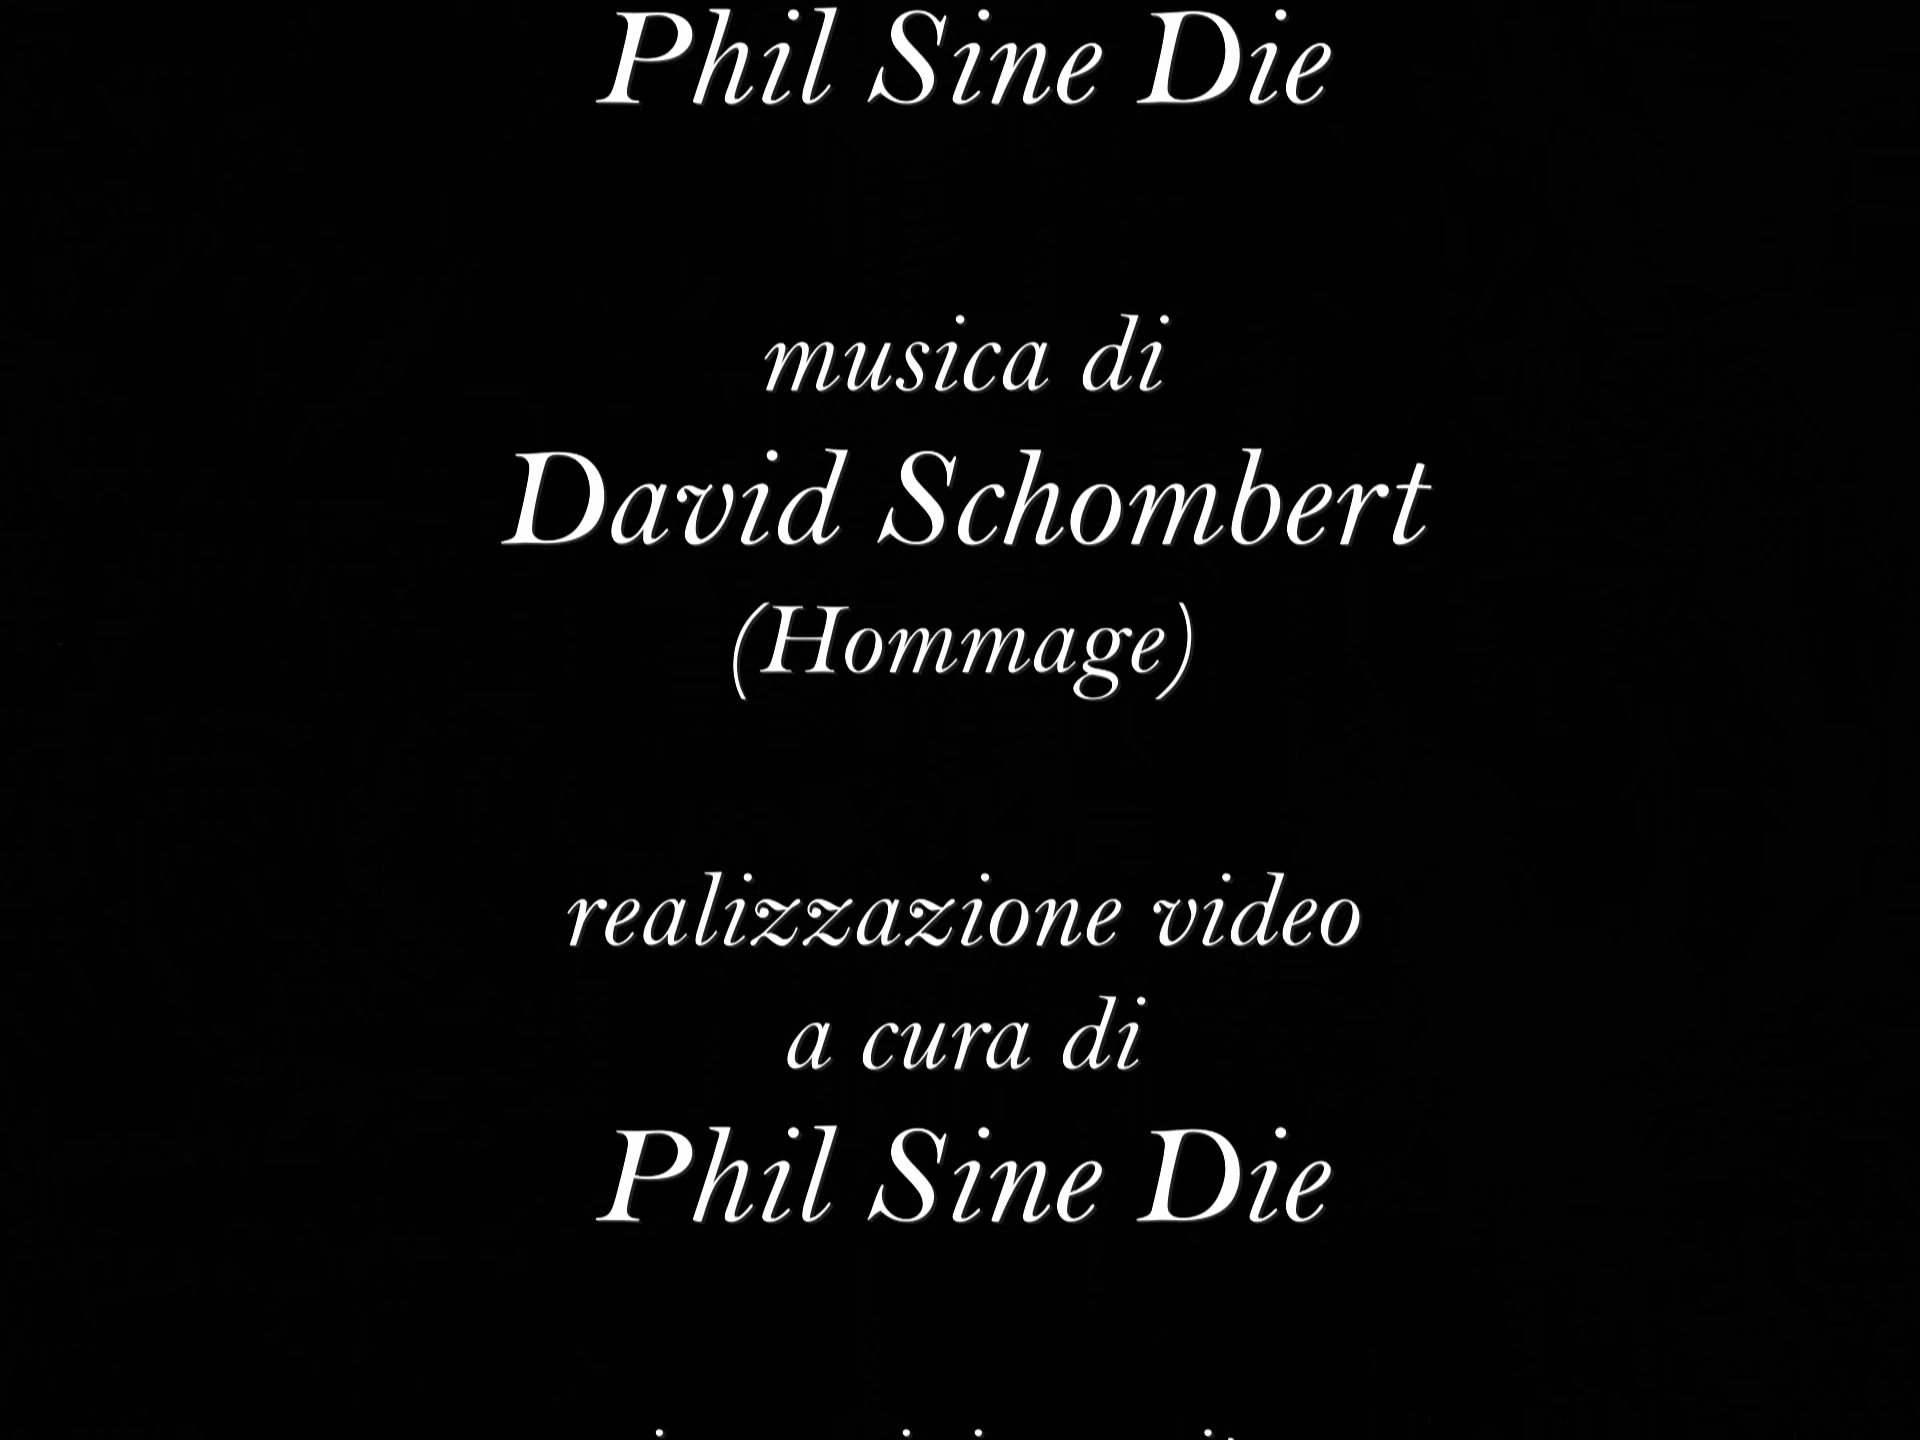 Phil Sine Die
musica di
David Schombert
(Hommage)
realizzazione video
a cura di
Phil Sine Die